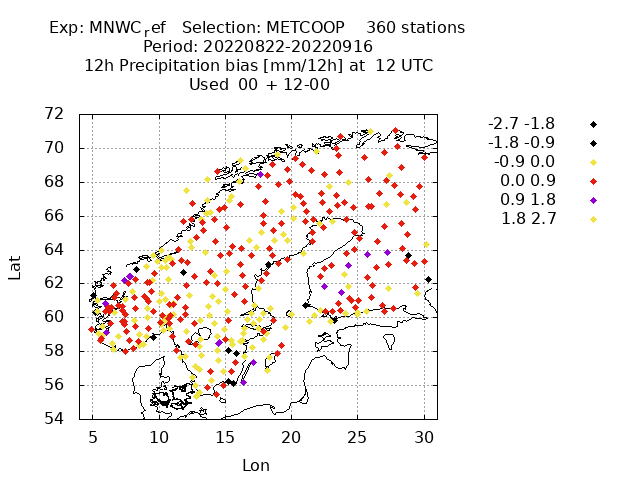 Exp: MNWCref   Selection: METCOOP    360 stations
Period: 20220822-20220916
12h Precipitation bias [mm/12h] at  12 UTC
Used  00 + 12-00
72
70
68
66
64
62
60
58
56
54
5 10 15 20 25 30
Lat
Lon
-2.7 -1.8
-1.8 -0.9
-0.9 0.0
0.0 0.9
0.9 1.8
1.8 2.7